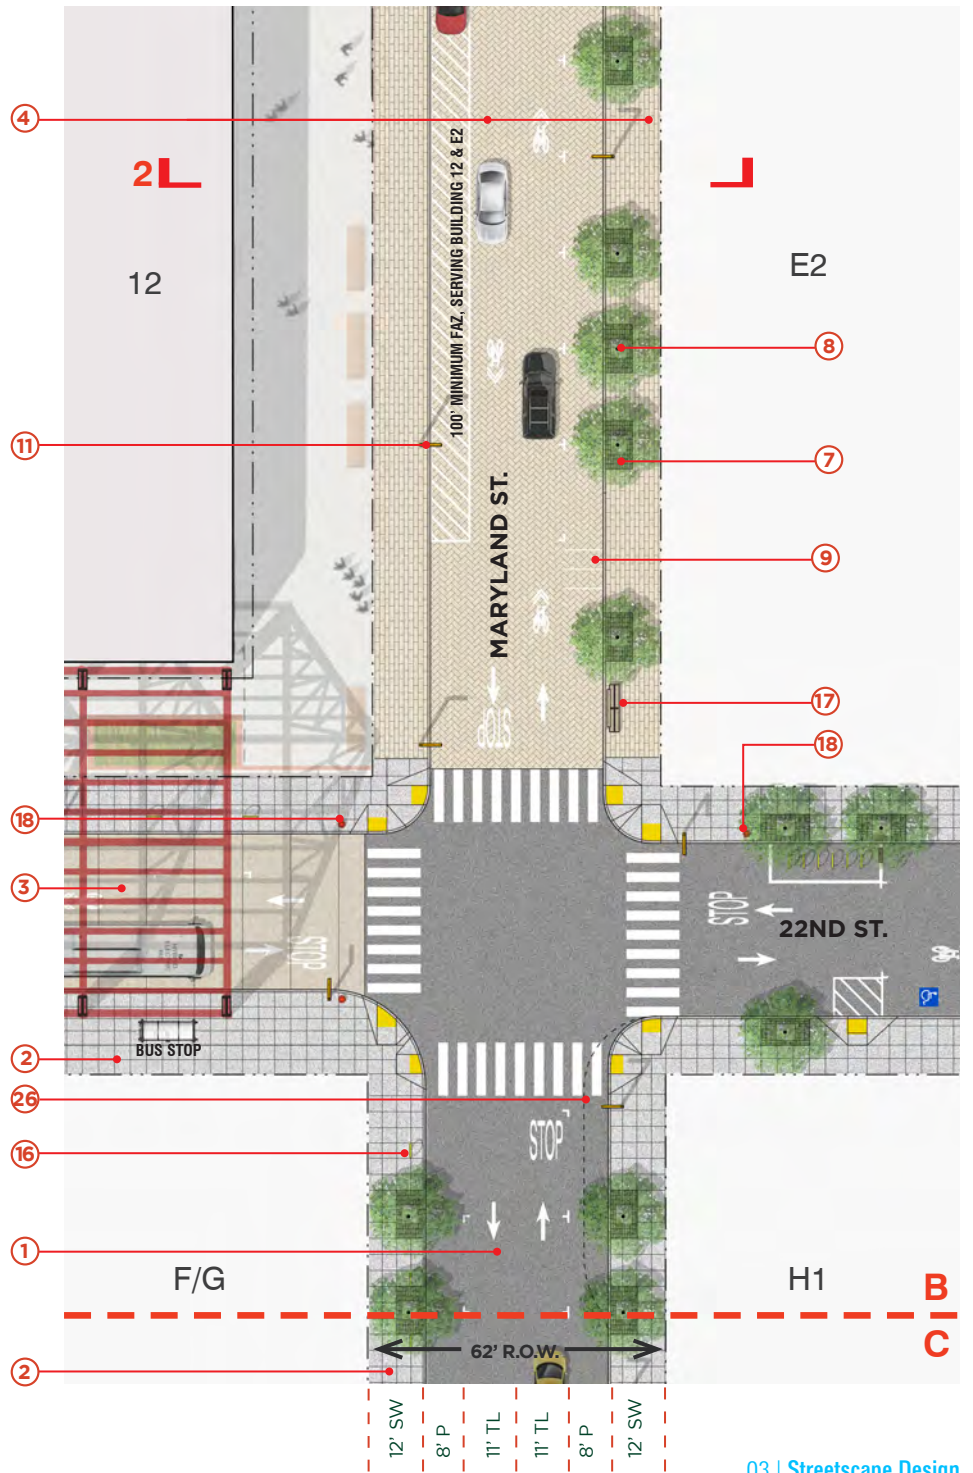 4
2
12
E2
100' MINIMUM FAZ, SERVING BUILDING 12 & E2
8
11
7
MARYLAND ST.
9
17
STOP
18
18
3
STOP
STOP
22ND ST.
BUS STOP
2
26
STOP
16
1
F/G
H1
B
C
62' R.O.W.
2
12' SW
8' P
11' TL
11' TL
8' P
12' SW
03 | Streetscape Design